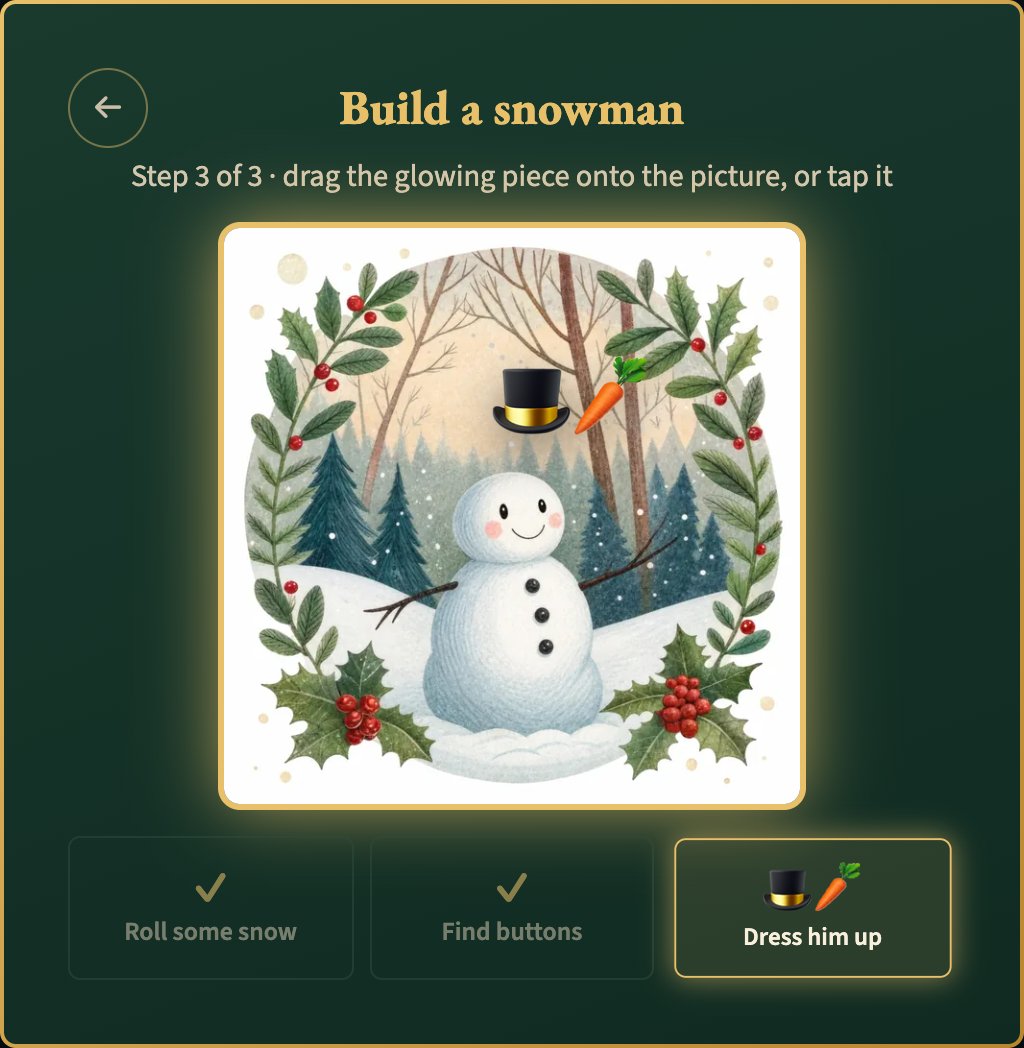 Build a snowman
Step 3 of 3 · drag the glowing piece onto the picture, or tap it
Roll some snow
Find buttons
Dress him up